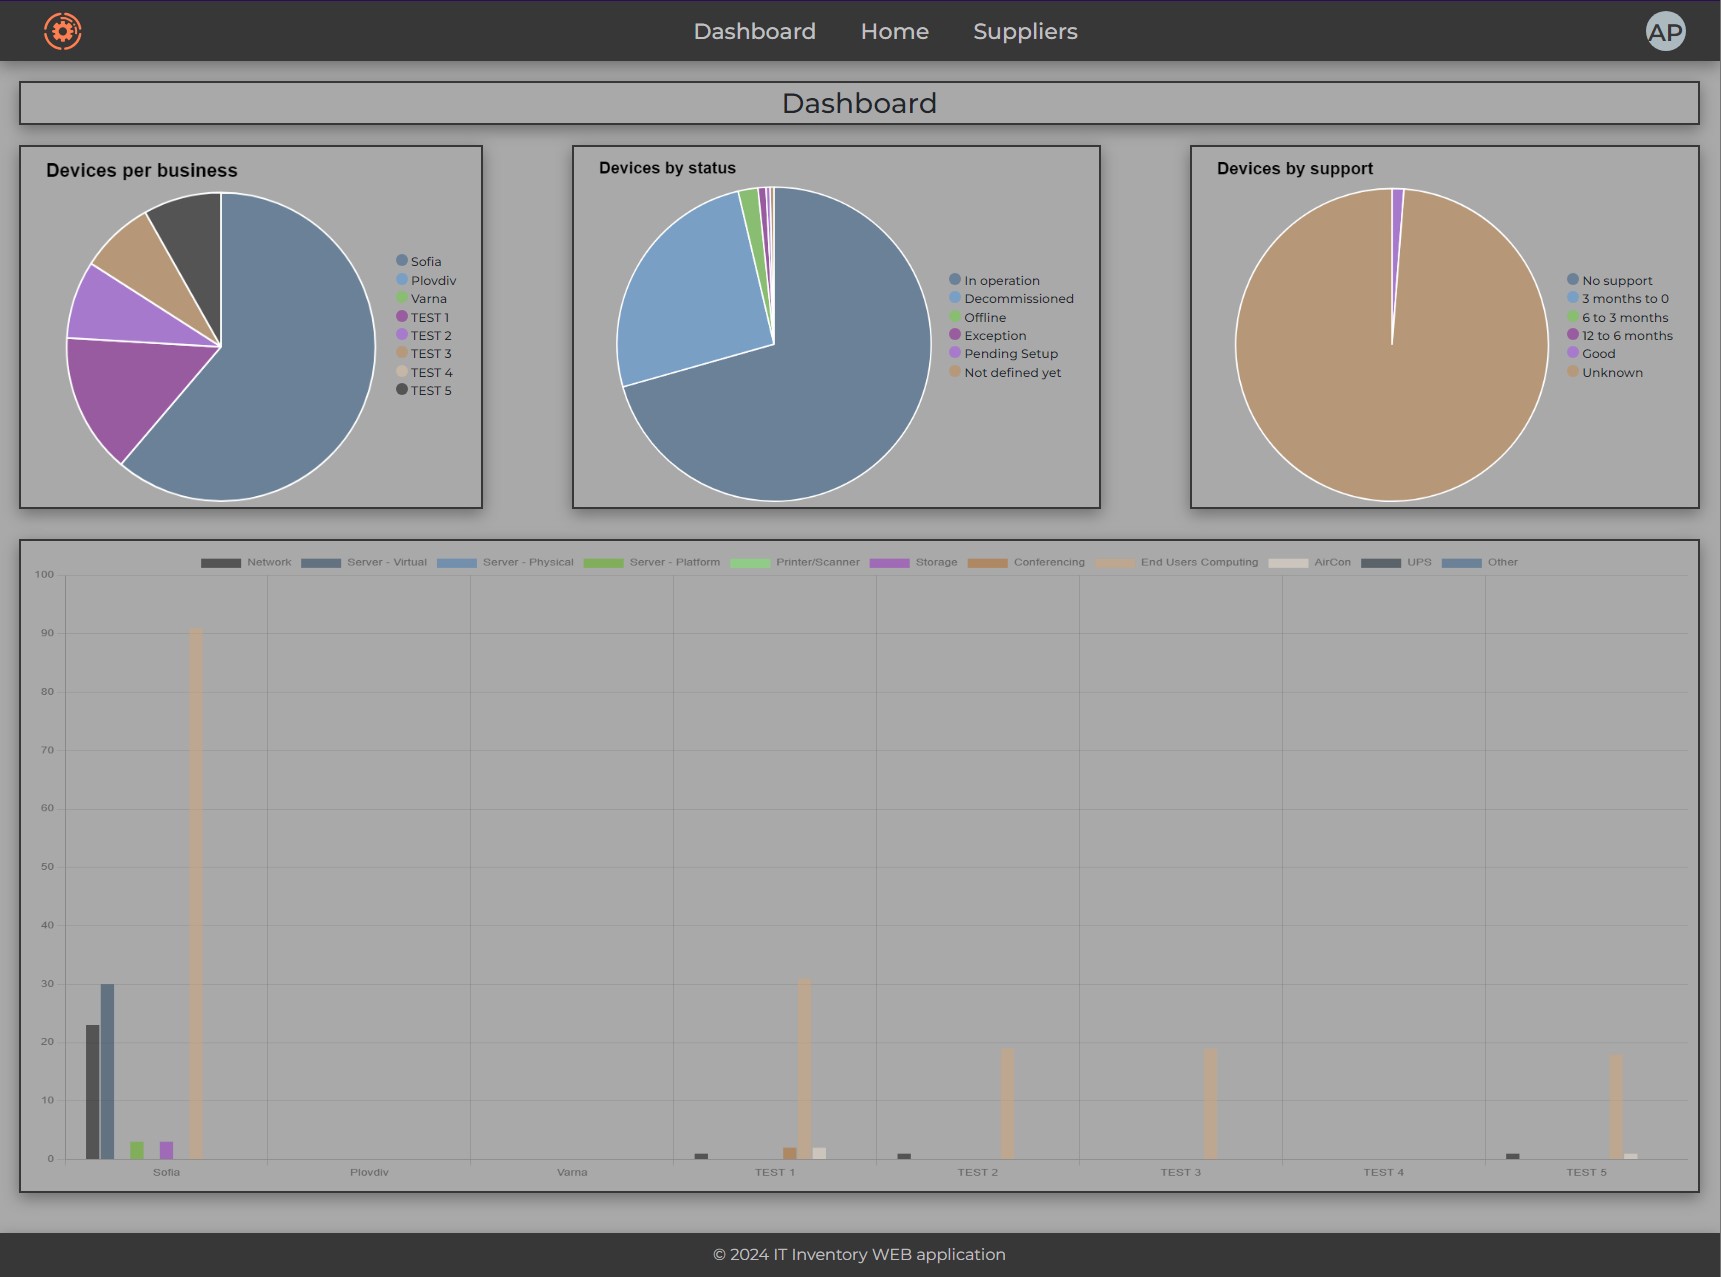 Dashboard Home Suppliers
AP
Dashboard
Devices per business
Sofia
Plovdiv
Varna
TEST 1
TEST 2
TEST 3
TEST 4
TEST 5
Devices by status
In operation
Decommissioned
Offline
Exception
Pending Setup
Not defined yet
Devices by support
No support
3 months to 0
6 to 3 months
12 to 6 months
Good
Unknown
Network Server - Virtual Server - Physical Server - Platform Printer/Scanner Storage Conferencing End Users Computing AirCon UPS Other
100
90
80
70
60
50
40
30
20
10
0
Sofia Plovdiv Varna TEST 1 TEST 2 TEST 3 TEST 4 TEST 5
© 2024 IT Inventory WEB application